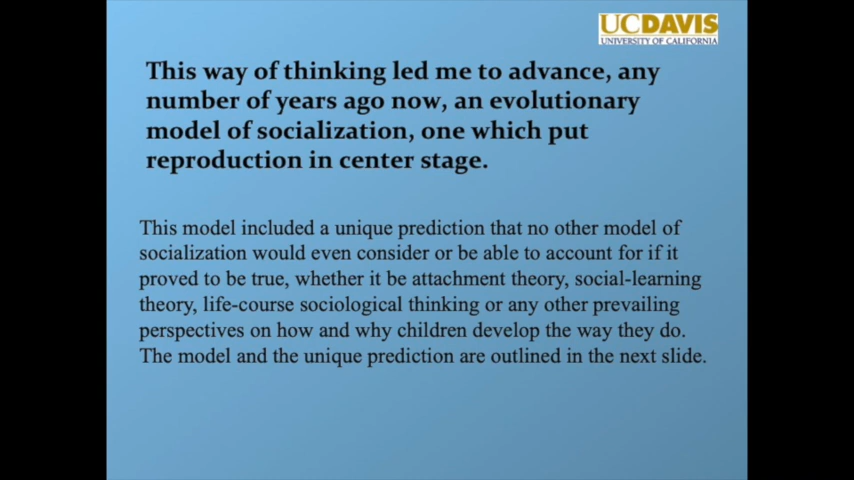 UCDAVIS
UNIVERSITY OF CALIFORNIA
This way of thinking led me to advance, any
number of years ago now, an evolutionary
model of socialization, one which put
reproduction in center stage.
This model included a unique prediction that no other model of
socialization would even consider or be able to account for if it
proved to be true, whether it be attachment theory, social-learning
theory, life-course sociological thinking or any other prevailing
perspectives on how and why children develop the way they do.
The model and the unique prediction are outlined in the next slide.